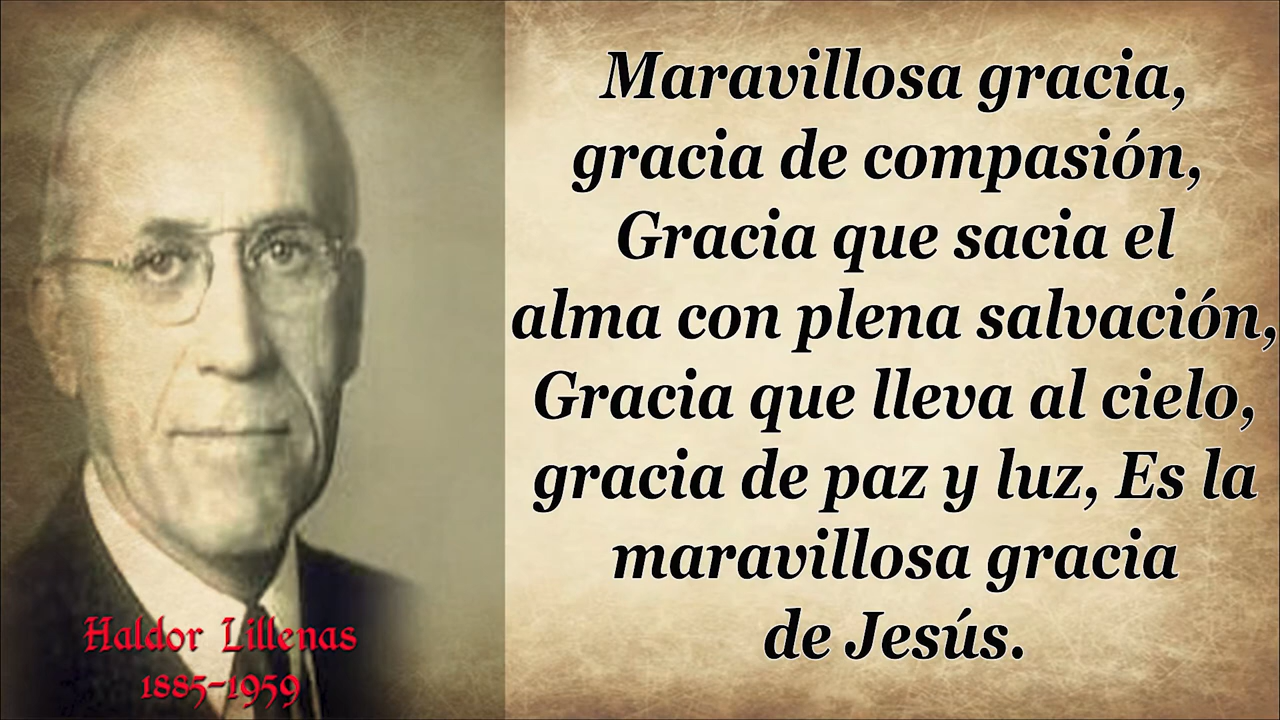 Maravillosa gracia,
gracia de compasión,
Gracia que sacia el
alma con plena salvación,
Gracia que lleva al cielo,
gracia de paz y luz, Es la
maravillosa gracia
de Jesús.
Haldor Lillenas
1885-1959